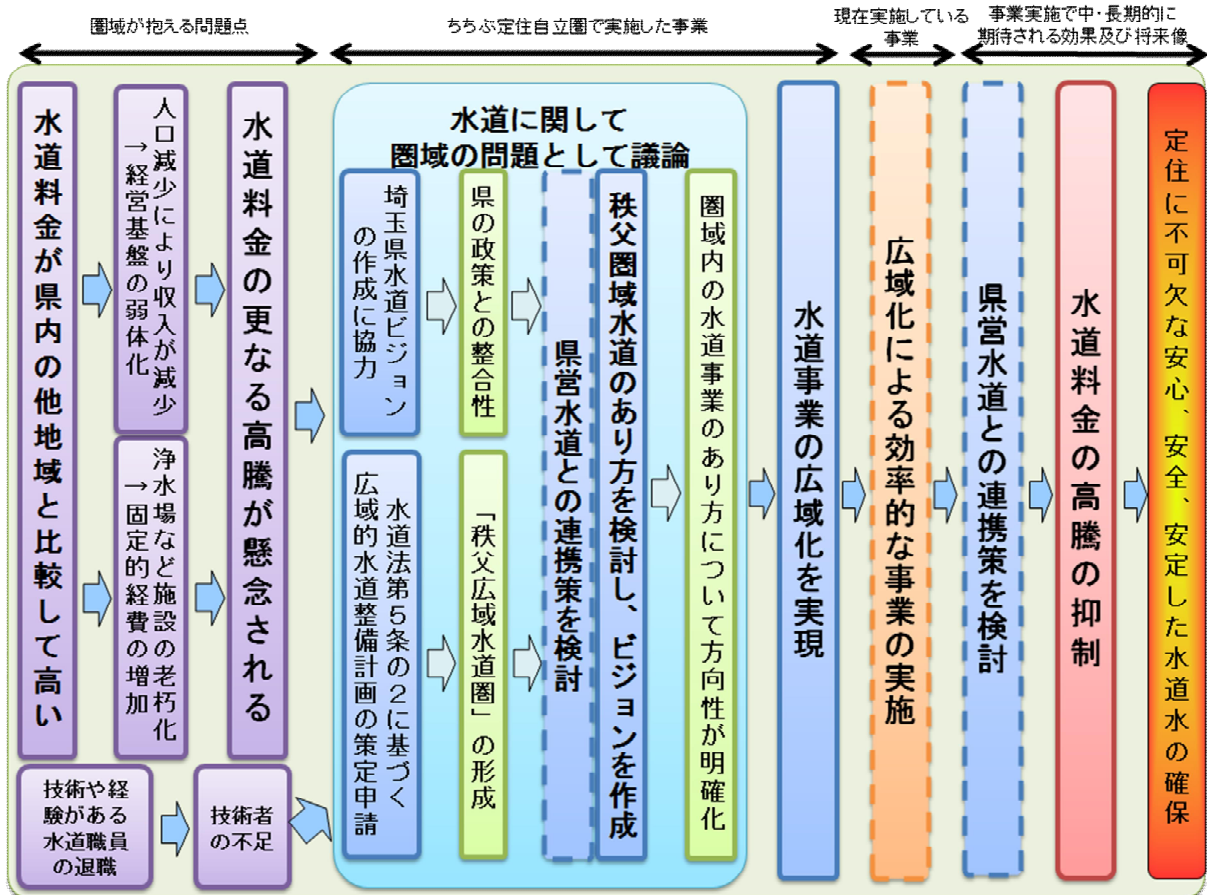 圏域が抱える問題点
ちちぶ定住自立圏で実施した事業
現在実施している
事業
事業実施で中・長期的に
期待される効果及び将来像
水道料金が県内の他地域と比較して高い
人口減少により収入が減少
→経営基盤の弱体化
浄水場など施設の老朽化
→固定的経費の増加
水道料金の更なる高騰が懸念される
技術や経
験がある
水道職員
の退職
技術者
の不足
水道に関して
圏域の問題として議論
埼玉県水道ビジョン
の作成に協力
県の政策との整合性
水道法第5条の2に基づく
広域的水道整備計画の策定申請
「秩父広域水道圏」の形成
県営水道との連携策を検討
秩父圏域水道のあり方を検討し、ビジョンを作成
圏域内の水道事業のあり方について方向性が明確化
水道事業の広域化を実現
広域化による効率的な事業の実施
県営水道との連携策を検討
水道料金の高騰の抑制
定住に不可欠な安心、安全、安定した水道水の確保